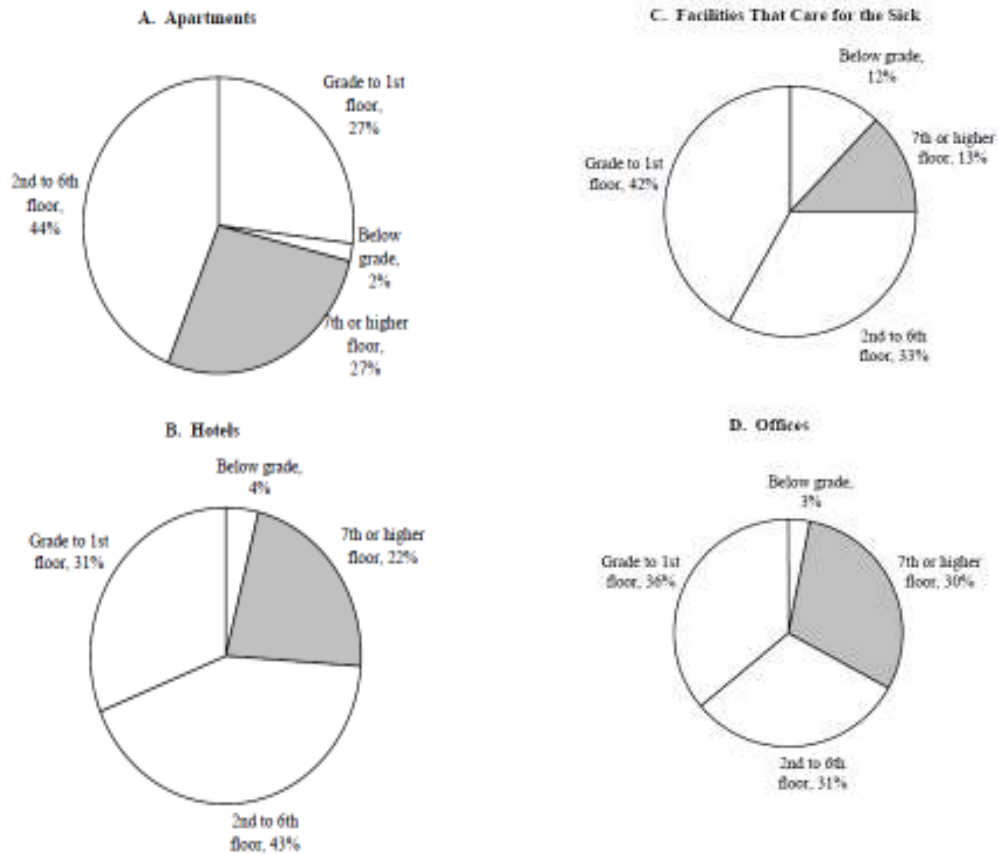 A. Apartments
Grade to 1st
floor,
27%
2nd to 6th
floor,
44%
Below
grade,
2%
7th or higher
floor,
27%
B. Hotels
Below grade,
4%
7th or higher
floor, 22%
Grade to 1st
floor, 31%
2nd to 6th
floor, 43%
C. Facilities That Care for the Sick
Below grade,
12%
7th or higher
floor, 13%
Grade to 1st
floor, 42%
2nd to 6th
floor, 33%
D. Offices
Below grade,
3%
7th or higher
floor, 30%
Grade to 1st
floor, 36%
2nd to 6th
floor, 31%